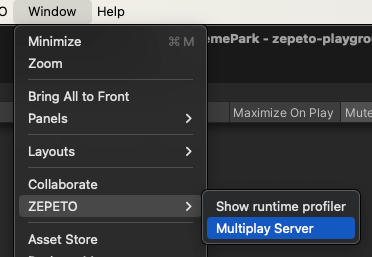 Window Help
Minimize ⌘ M
emePark - zepeto-playgrou
Zoom
Bring All to Front
Panels
Maximize On Play Mute
Layouts
Collaborate
ZEPETO
Show runtime profiler
Multiplay Server
Asset Store